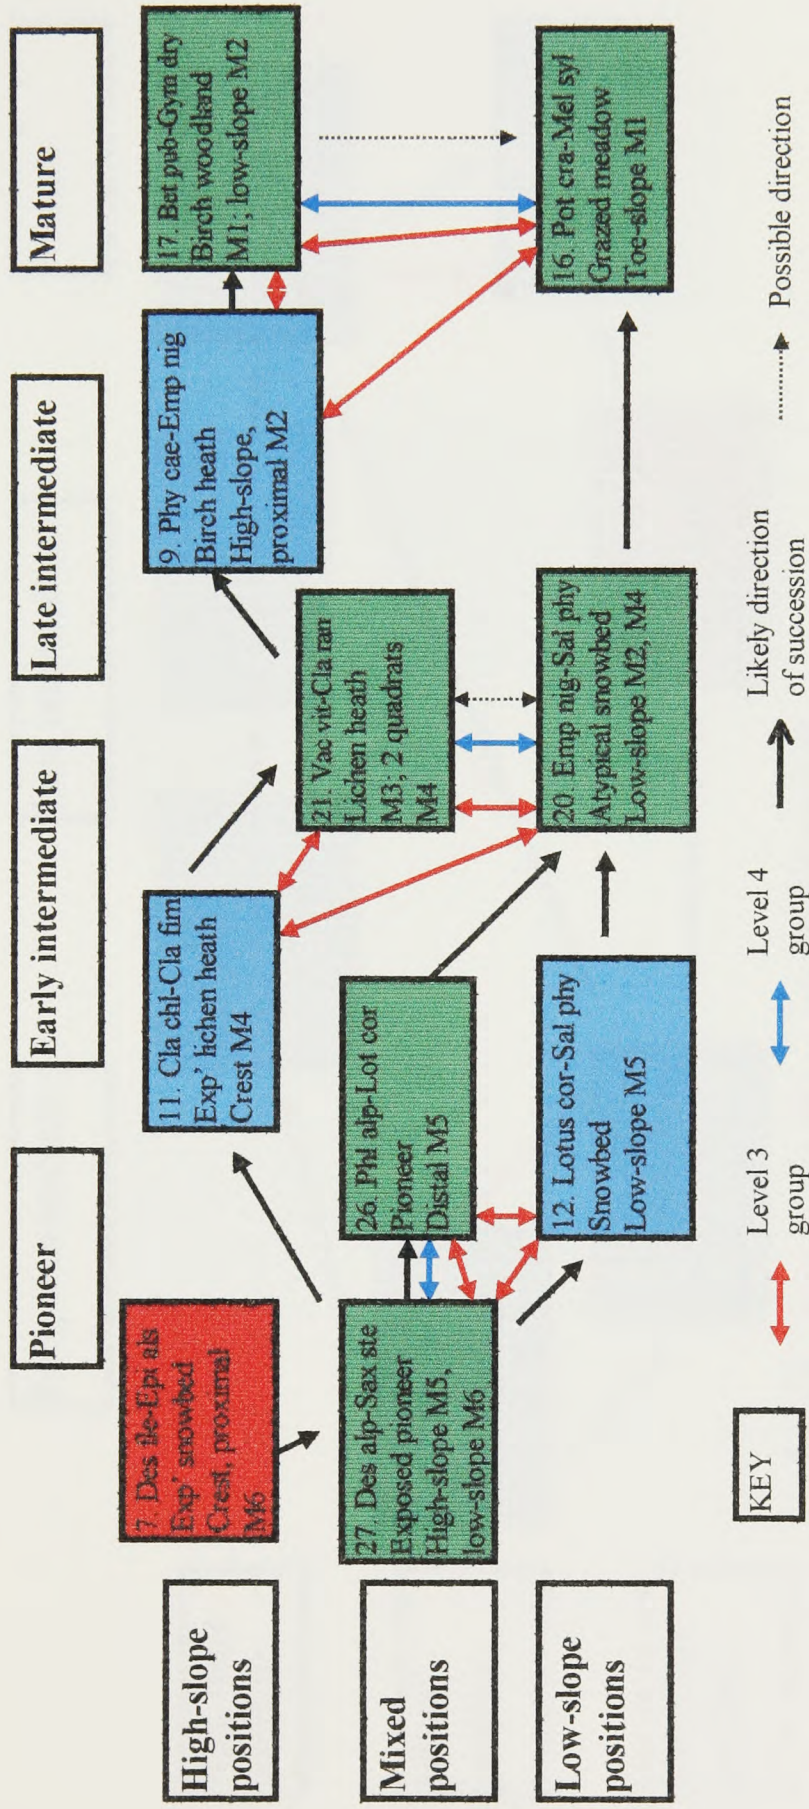 Pioneer
Early intermediate
Late intermediate
Mature
High-slope
positions
Mixed
positions
Low-slope
positions
7. Des fle-Epi als
Exp’ snowbed
Crest, proximal
M6
27. Des alp-Sax ste
Exposed pioneer
High-slope M5,
low-slope M6
11. Cla chl-Cla fim
Exp’ lichen heath
Crest M4
26. Phl alp-Lot cor
Pioneer
Distal M5
12. Lotus cor-Sal phy
Snowbed
Low-slope M5
21. Vac vit-Cla ran
Lichen heath
M3; 2 quadrats
M4
20. Emp nig-Sal phy
Atypical snowbed
Low-slope M2, M4
9. Phy cae-Emp nig
Birch heath
High-slope,
proximal M2
17. Bet pub-Gym dry
Birch woodland
M1; low-slope M2
16. Pot cra-Mel syl
Grazed meadow
Toe-slope M1
KEY
Level 3
group
Level 4
group
Likely direction
of succession
Possible direction